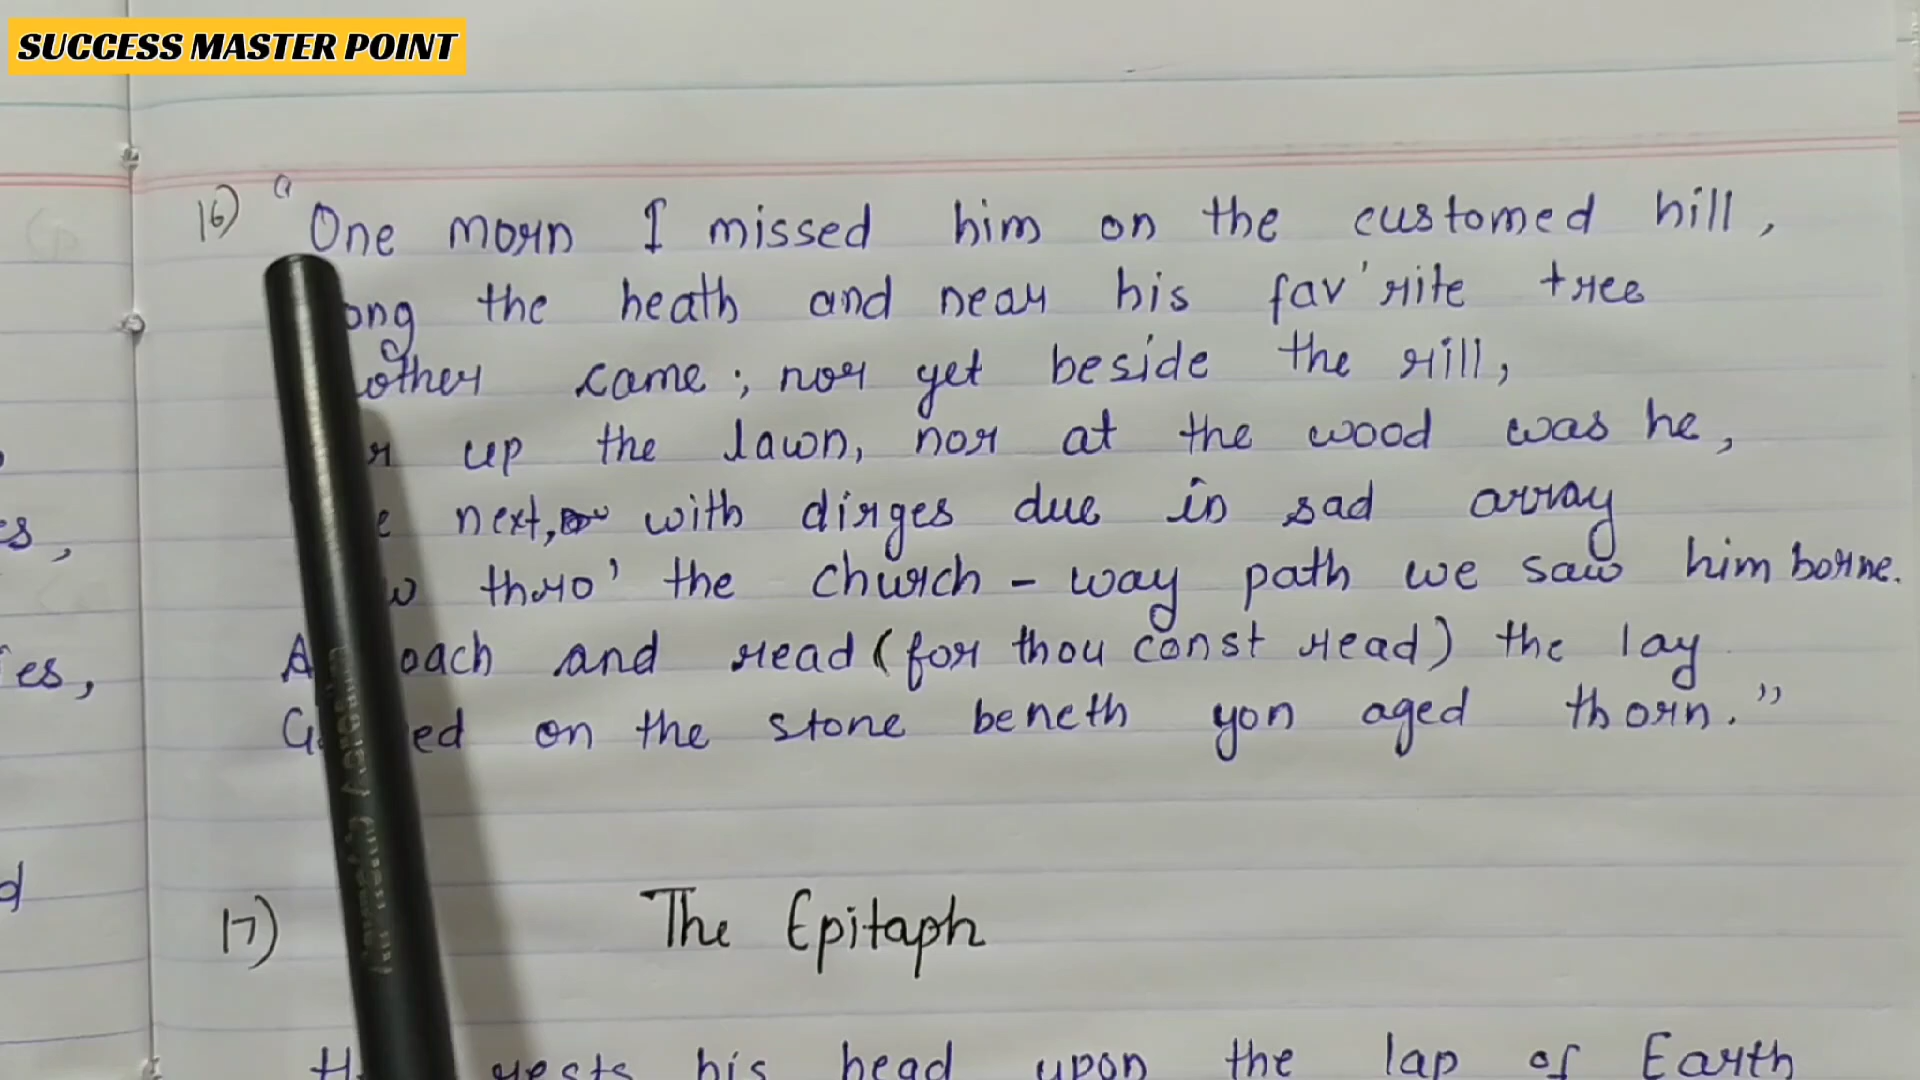 SUCCESS MASTER POINT
16) "One morn I missed him on the customed hill,
ong the heath and near his fav'rite tree
other came; nor yet beside the rill,
r up the lawn, nor at the wood was he,
e next, with dirges due in sad array
w thro' the church - way path we saw him borne.
oach and read (for thou canst read) the lay
ed on the stone beneth yon aged thorn."
17) The Epitaph
rests his head upon the lap of Earth
es,
ies,
d